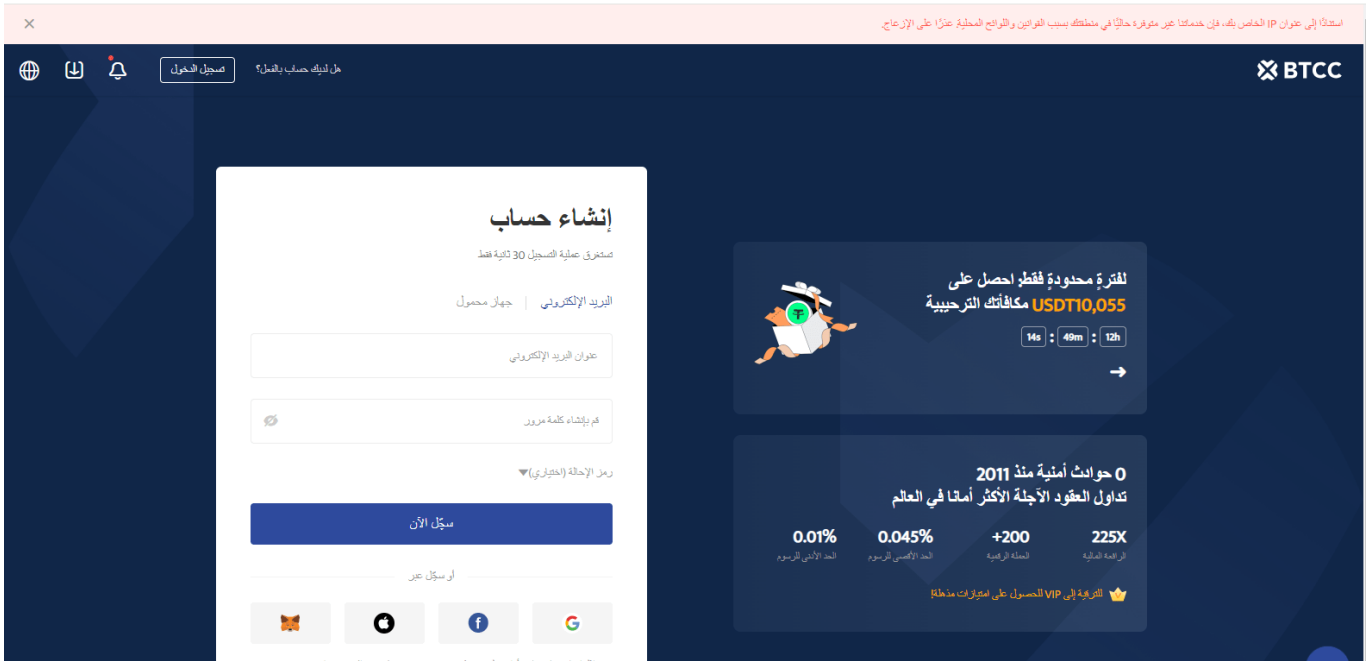 استنادًا إلى عنوان IP الخاص بك، فإن خدماتنا غير متوفرة حاليًا في منطقتك بسبب القوانين واللوائح المحلية. عذرًا على الإزعاج.
BTCC
هل لديك حساب بالفعل؟
تسجيل الدخول
لفترةٍ محدودةٍ فقط، احصل على
USDT10,055 مكافأتك الترحيبية
12h : 49m : 14s
0 حوادث أمنية منذ 2011
تداول العقود الآجلة الأكثر أمانا في العالم
225X
الرافعة المالية
200+
العملة الرقمية
0.045%
الحد الأقصى للرسوم
0.01%
الحد الأدنى للرسوم
للترقية إلى VIP للحصول على امتيازات مذهلة!
إنشاء حساب
تستغرق عملية التسجيل 30 ثانية فقط
البريد الإلكتروني | جهاز محمول
عنوان البريد الإلكتروني
قم بإنشاء كلمة مرور
رمز الإحالة (اختياري)
سجّل الآن
أو سجّل عبر